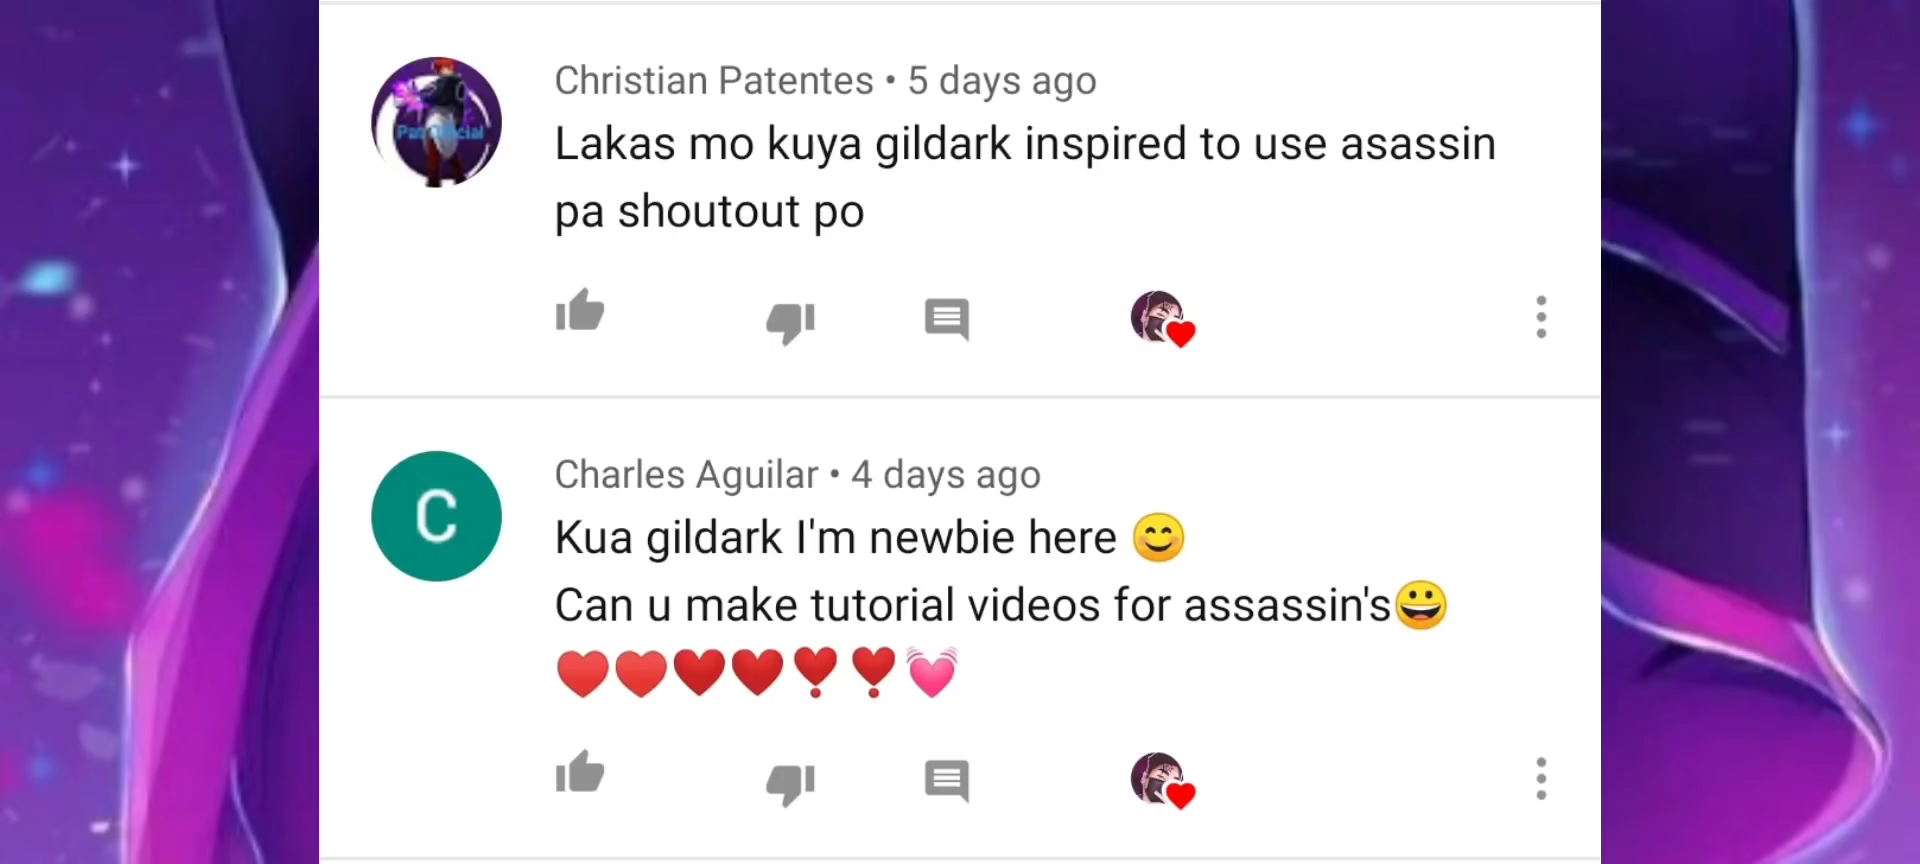 Christian Patentes • 5 days ago
Lakas mo kuya gildark inspired to use asassin
pa shoutout po
C
Charles Aguilar • 4 days ago
Kua gildark I'm newbie here 😊
Can u make tutorial videos for assassin's😀
❤️❤️♥️♥️❣️❣️💓